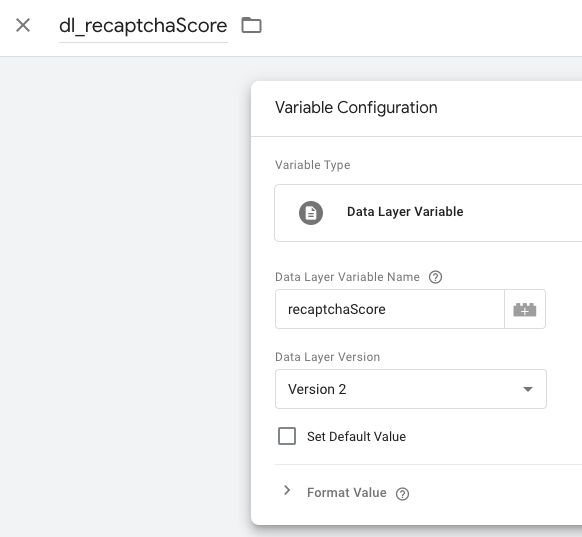 dl_recaptchaScore
Variable Configuration
Variable Type
Data Layer Variable
Data Layer Variable Name
recaptchaScore
Data Layer Version
Version 2
Set Default Value
Format Value